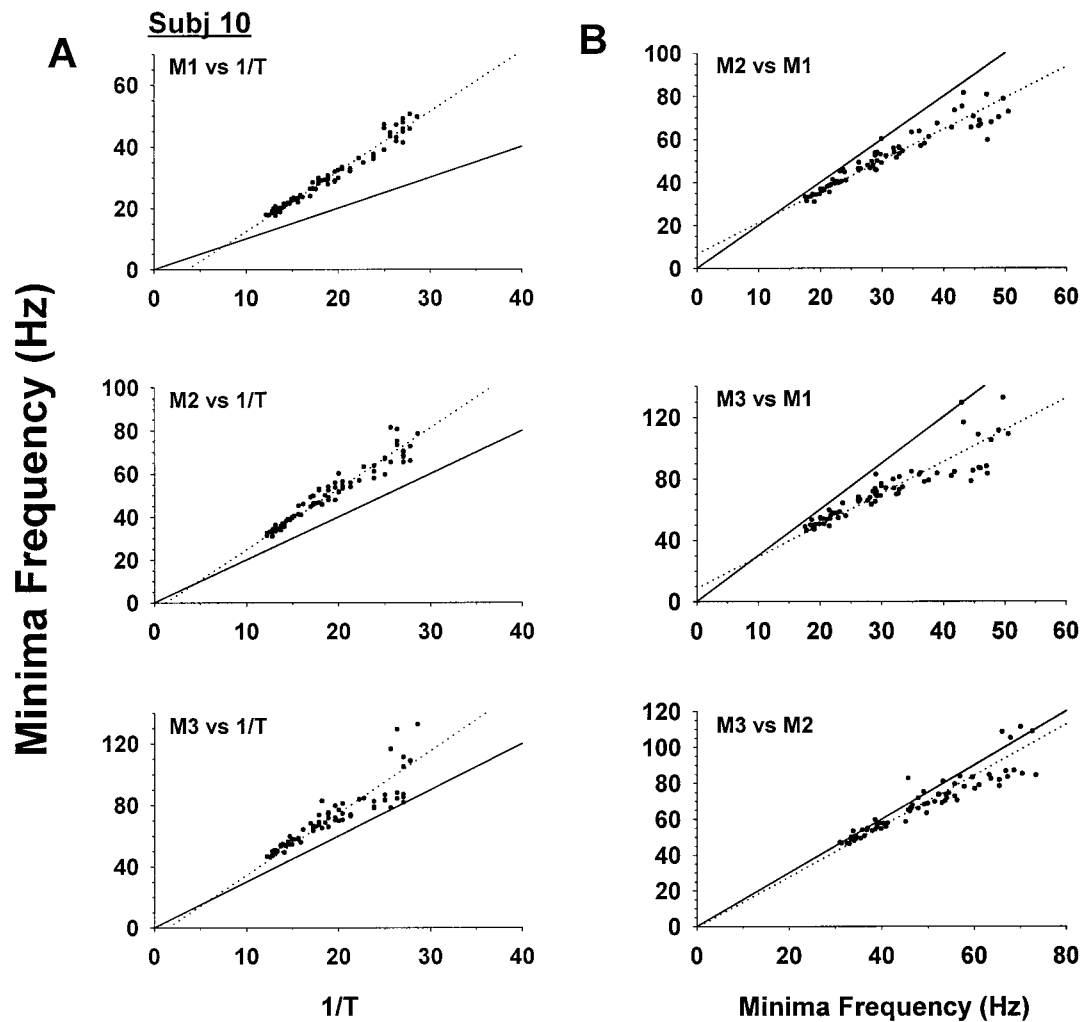 Subj 10
A
B
Minima Frequency (Hz)
M1 vs 1/T
60
40
20
0
0 10 20 30 40
M2 vs 1/T
100
80
60
40
20
0
0 10 20 30 40
M3 vs 1/T
120
80
40
0
0 10 20 30 40
1/T
M2 vs M1
100
80
60
40
20
0
0 10 20 30 40 50 60
M3 vs M1
120
80
40
0
0 10 20 30 40 50 60
M3 vs M2
120
100
80
60
40
20
0
0 20 40 60 80
Minima Frequency (Hz)